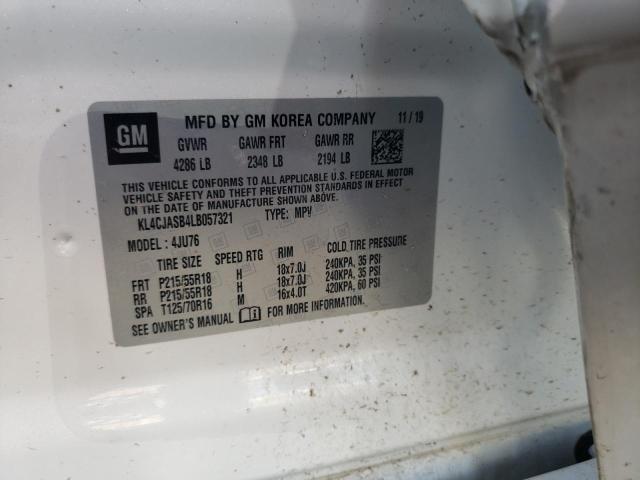 GM
MFD BY GM KOREA COMPANY 11/19
GVWR GAWR FRT GAWR RR
4286 LB 2348 LB 2194 LB
THIS VEHICLE CONFORMS TO ALL APPLICABLE U.S. FEDERAL MOTOR
VEHICLE SAFETY AND THEFT PREVENTION STANDARDS IN EFFECT ON
THE DATE OF MANUFACTURE SHOWN ABOVE.
KL4CJASB4LB057321 TYPE: MPV
MODEL: 4JU76
TIRE SIZE SPEED RTG RIM COLD TIRE PRESSURE
FRT P215/55R18 H 18x7.0J 240KPA, 35 PSI
RR P215/55R18 H 18x7.0J 240KPA, 35 PSI
SPA T125/70R16 M 16x4.0T 420KPA, 60 PSI
SEE OWNER'S MANUAL FOR MORE INFORMATION.